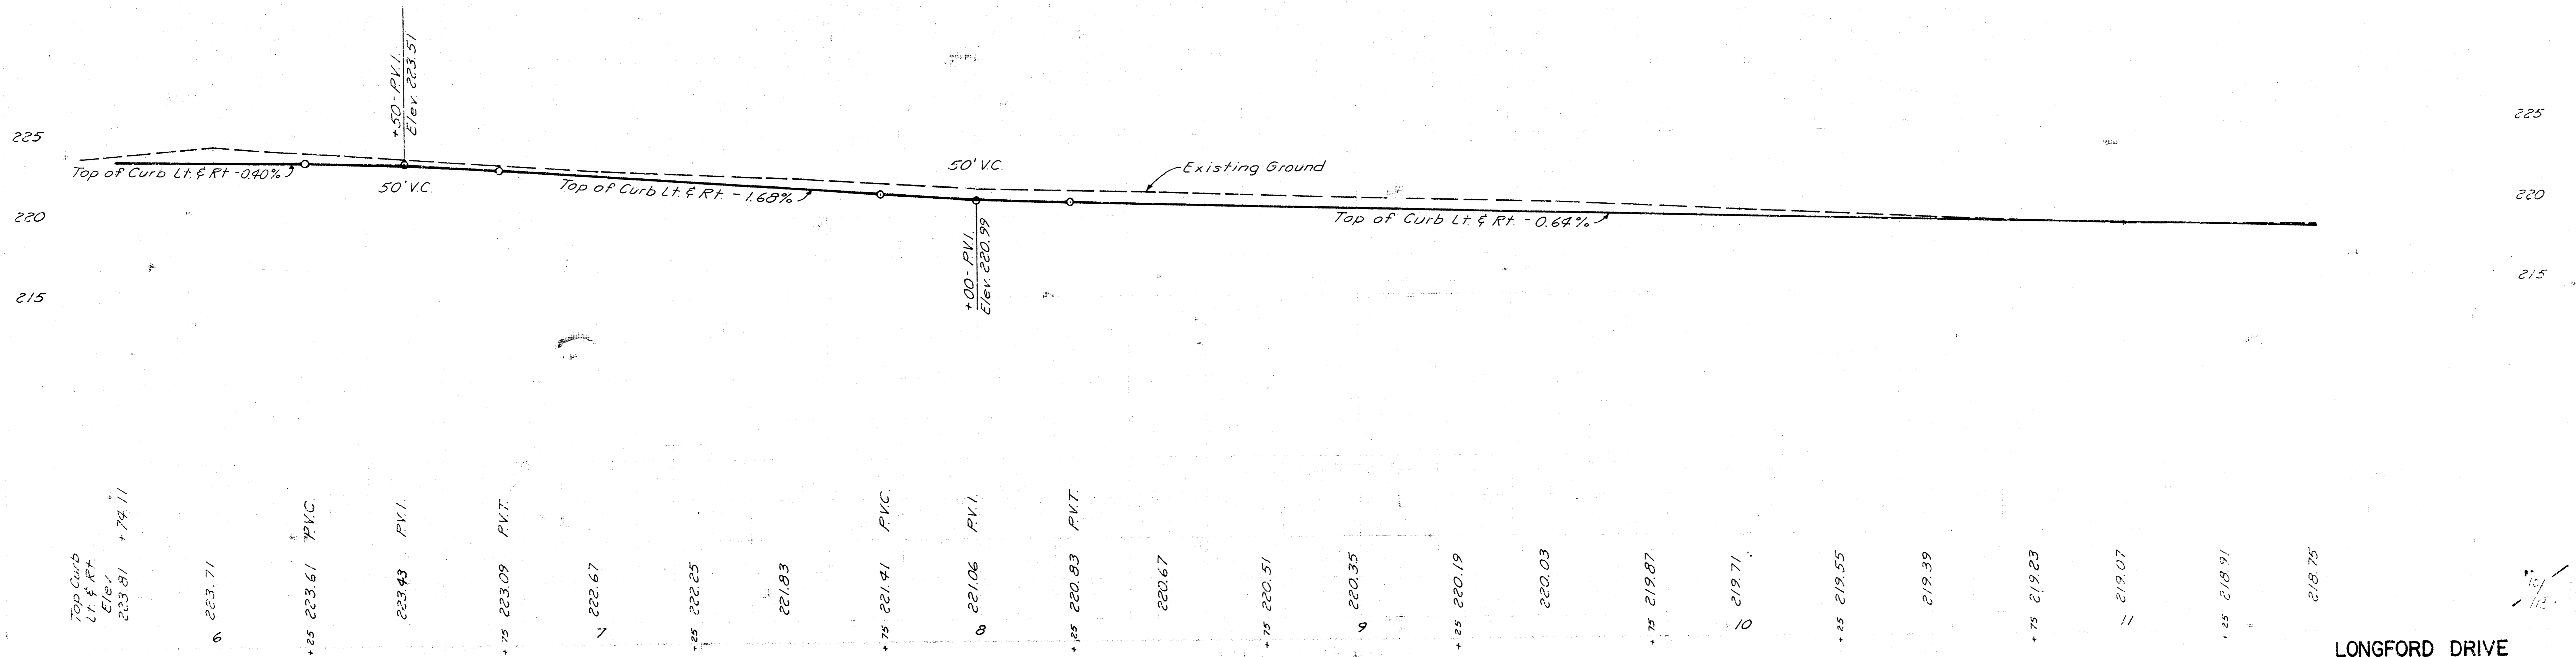 +50 - P.V.I.
Elev. 223.51
225
225
Top of Curb Lt. & Rt. -0.40%
50' V.C.
Top of Curb Lt. & Rt. - 1.68%
50' V.C.
Existing Ground
220
220
Top of Curb Lt. & Rt. - 0.64%
+00 - P.V.I.
Elev. 220.99
215
215
Top Curb
Lt. & Rt.
Elev.
223.81 +74.11
223.71
223.61 P.V.C.
223.43 P.V.I.
223.09 P.V.T.
222.67
222.25
221.83
221.41 P.V.C.
221.06 P.V.I.
220.83 P.V.T.
220.67
220.51
220.35
220.19
220.03
219.87
219.71
219.55
219.39
219.23
219.07
218.91
218.75
6
+25
+75
7
+25
+75
8
+25
+75
9
+25
+75
10
+25
+75
11
+25
LONGFORD DRIVE